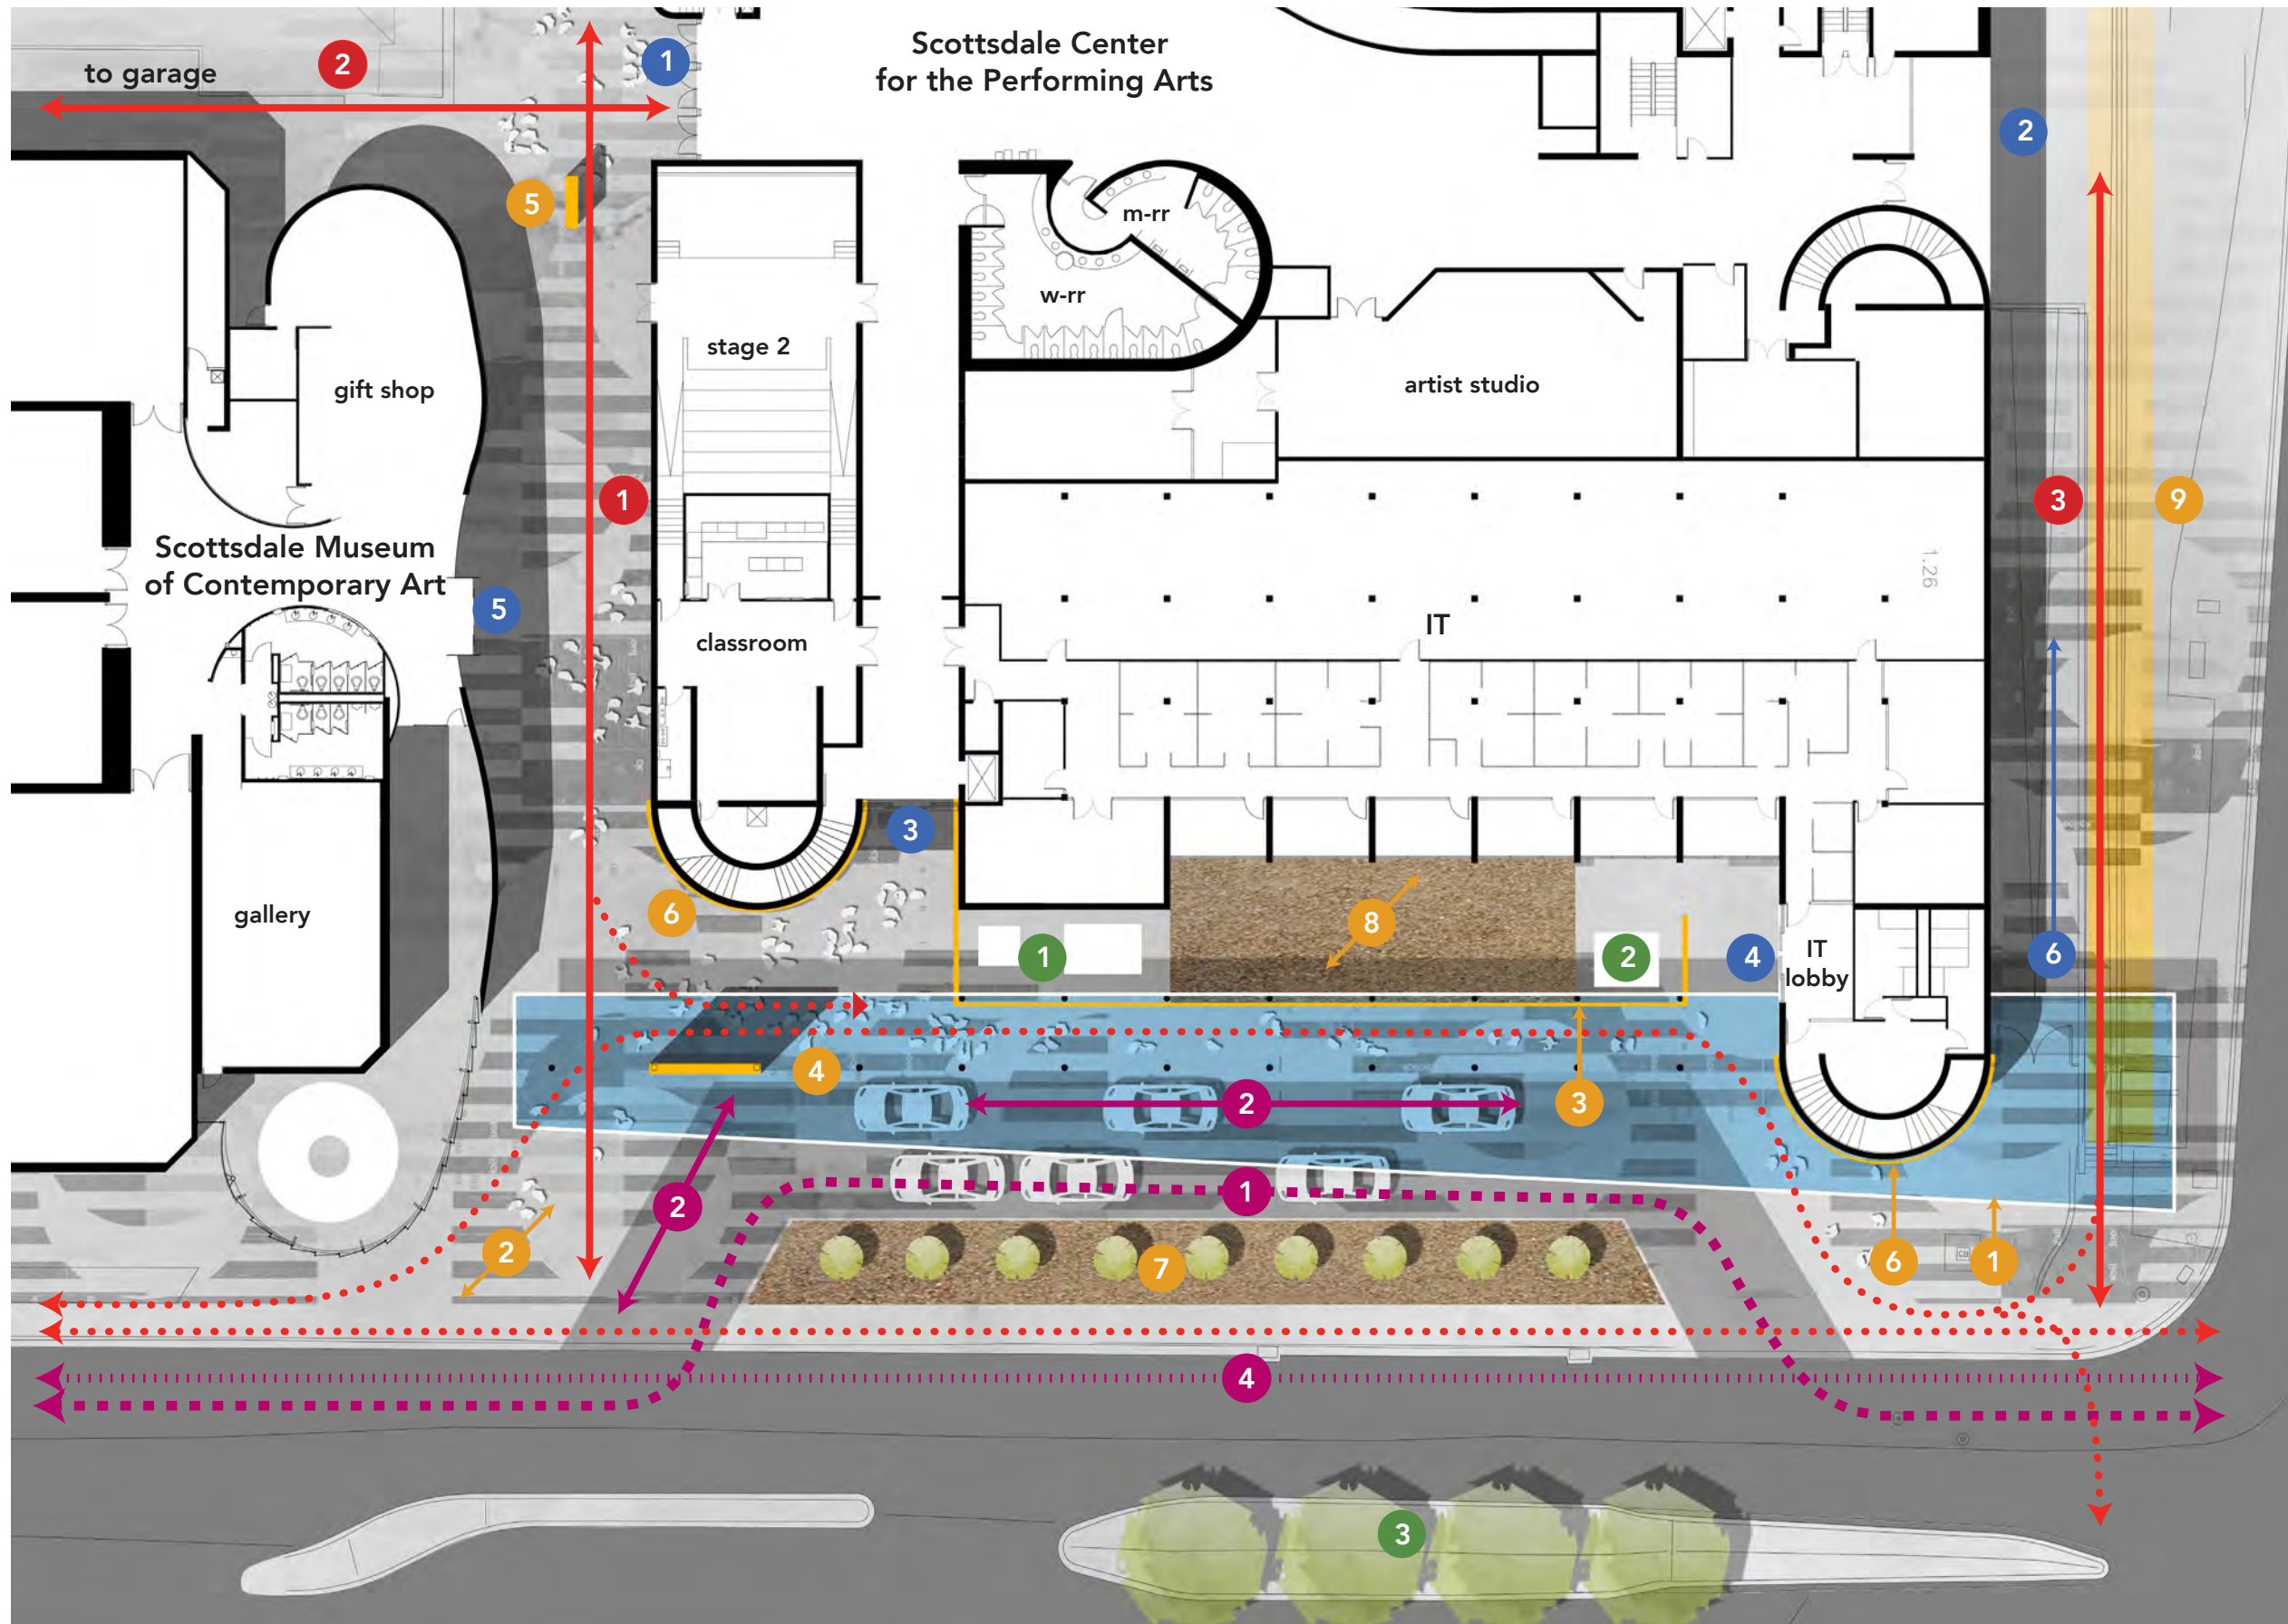 Scottsdale Center
for the Performing Arts
to garage
2
1
2
5
m-rr
w-rr
stage 2
gift shop
artist studio
1
3
9
Scottsdale Museum
of Contemporary Art
5
1.26
IT
classroom
3
6
gallery
8
1
2
4
IT
lobby
6
4
2
3
2
1
2
7
6
1
4
3